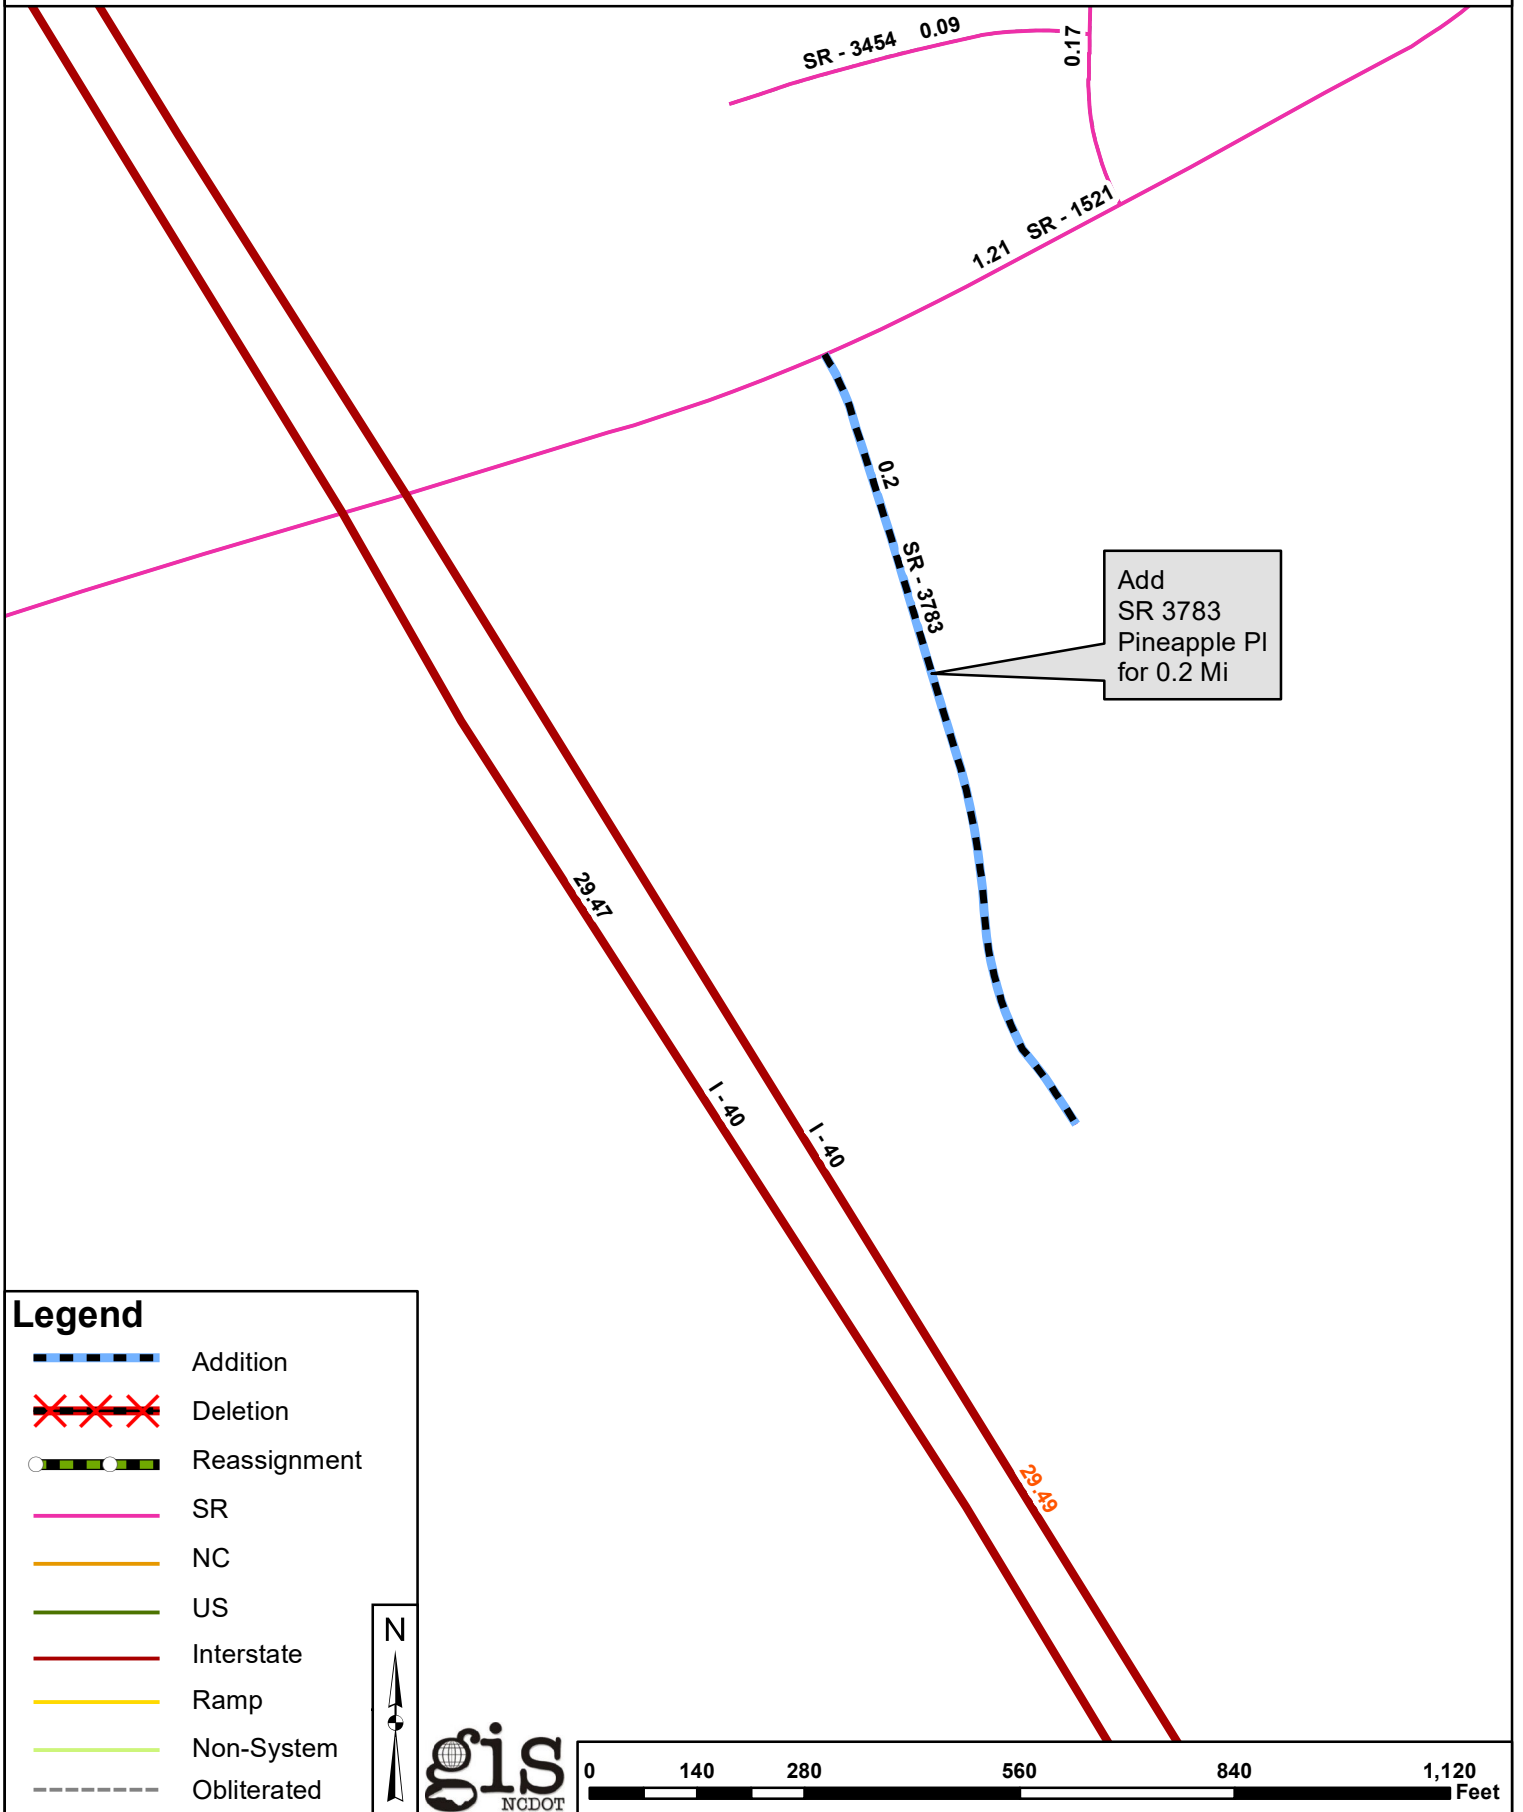 SR - 3454 0.09
0.17
1.21 SR - 1521
0.2
SR - 3783
Add
SR 3783
Pineapple Pl
for 0.2 Mi
29.47
I - 40
I - 40
29.49
Legend
Addition
Deletion
Reassignment
SR
NC
US
Interstate
Ramp
Non-System
Obliterated
N
gis
NCDOT
0 140 280 560 840 1,120
Feet